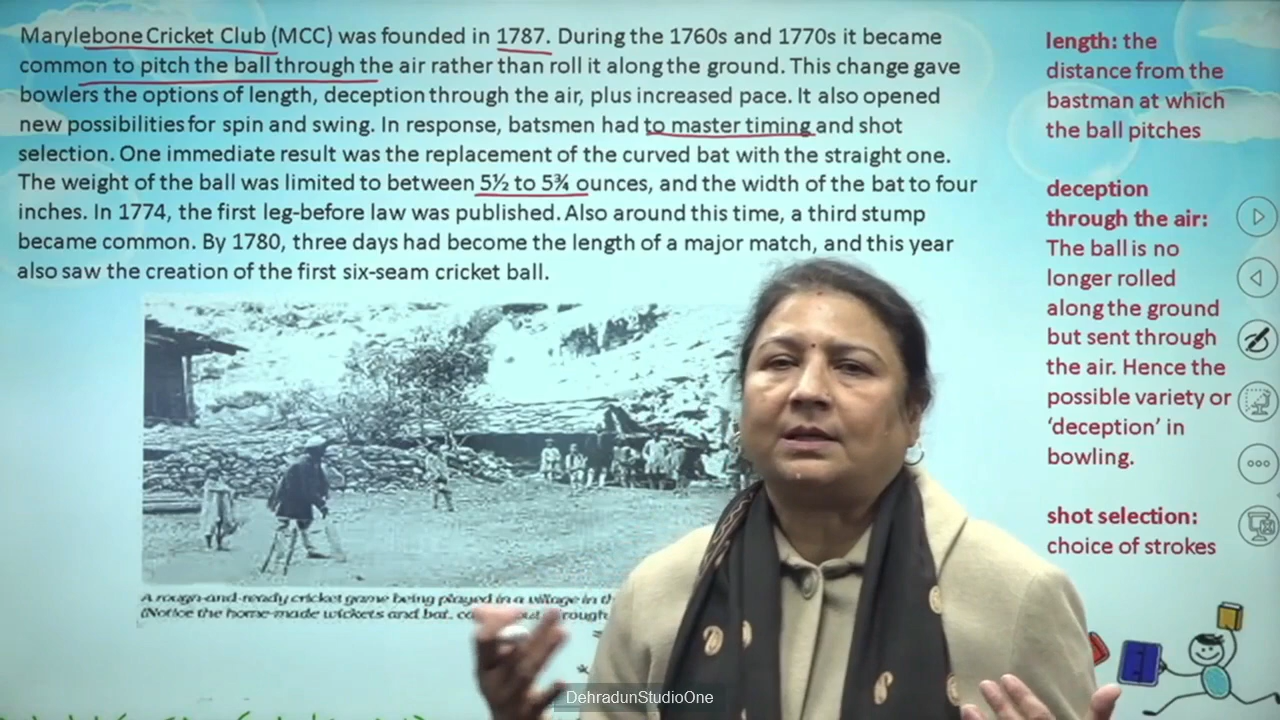 Marylebone Cricket Club (MCC) was founded in 1787. During the 1760s and 1770s it became
common to pitch the ball through the air rather than roll it along the ground. This change gave
bowlers the options of length, deception through the air, plus increased pace. It also opened
new possibilities for spin and swing. In response, batsmen had to master timing and shot
selection. One immediate result was the replacement of the curved bat with the straight one.
The weight of the ball was limited to between 5½ to 5¾ ounces, and the width of the bat to four
inches. In 1774, the first leg-before law was published. Also around this time, a third stump
became common. By 1780, three days had become the length of a major match, and this year
also saw the creation of the first six-seam cricket ball.
A rough-and-ready cricket game being played in a village in
(Notice the home-made wickets and bat,
length: the
distance from the
bastman at which
the ball pitches
deception
through the air:
The ball is no
longer rolled
along the ground
but sent through
the air. Hence the
possible variety or
‘deception’ in
bowling.
shot selection:
choice of strokes
DehradunStudioOne